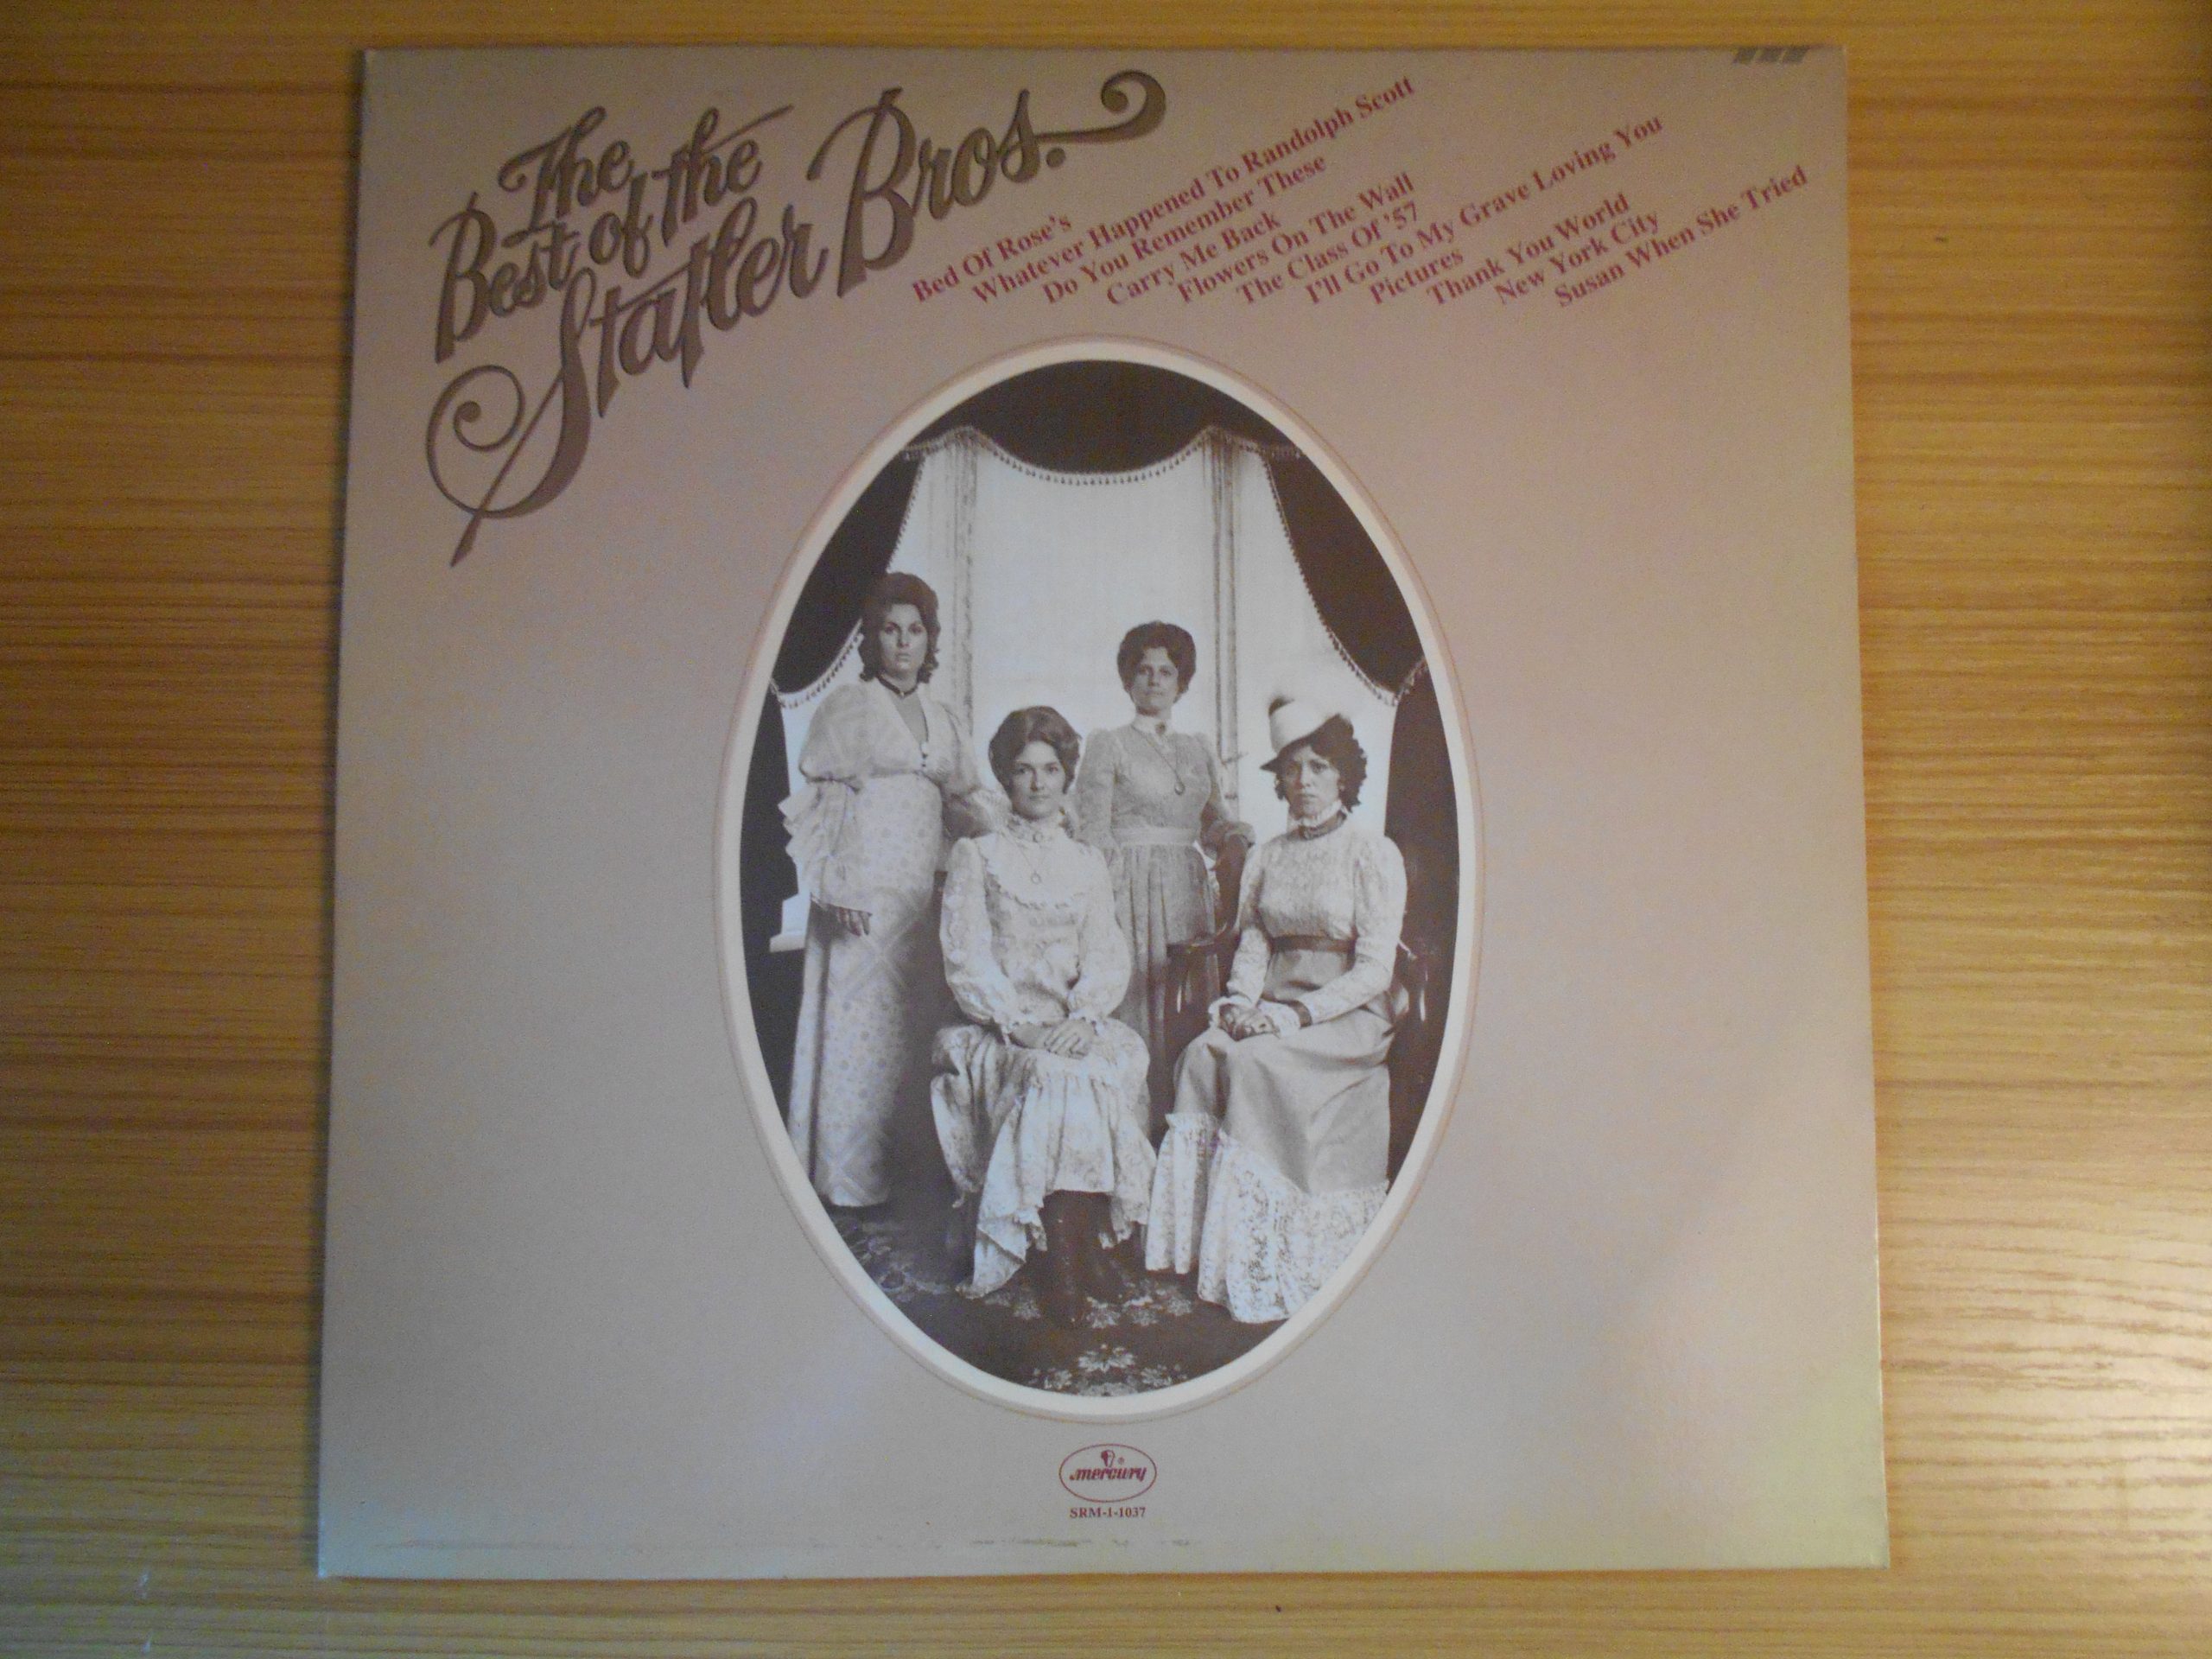 The
Best of the
Statler Bros.
Bed Of Rose's
Whatever Happened To Randolph Scott
Do You Remember These
Carry Me Back
Flowers On The Wall
The Class Of '57
I'll Go To My Grave Loving You
Pictures
Thank You World
New York City
Susan When She Tried
mercury®
SRM-1-1037